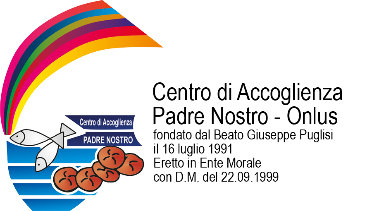 Centro di Accoglienza
PADRE NOSTRO
Centro di Accoglienza
Padre Nostro - Onlus
fondato dal Beato Giuseppe Puglisi
il 16 luglio 1991
Eretto in Ente Morale
con D.M. del 22.09.1999